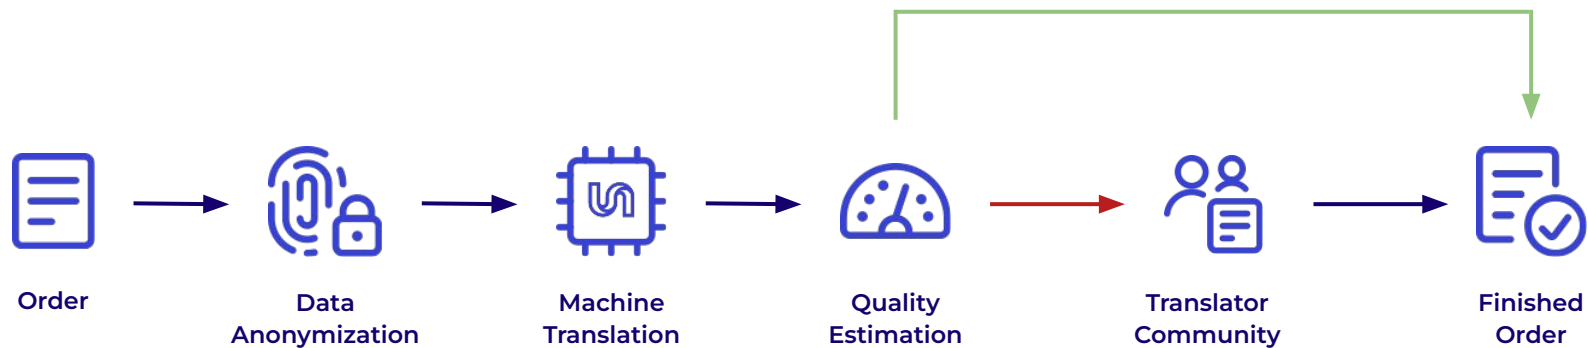 Order
Data
Anonymization
Machine
Translation
Quality
Estimation
Translator
Community
Finished
Order